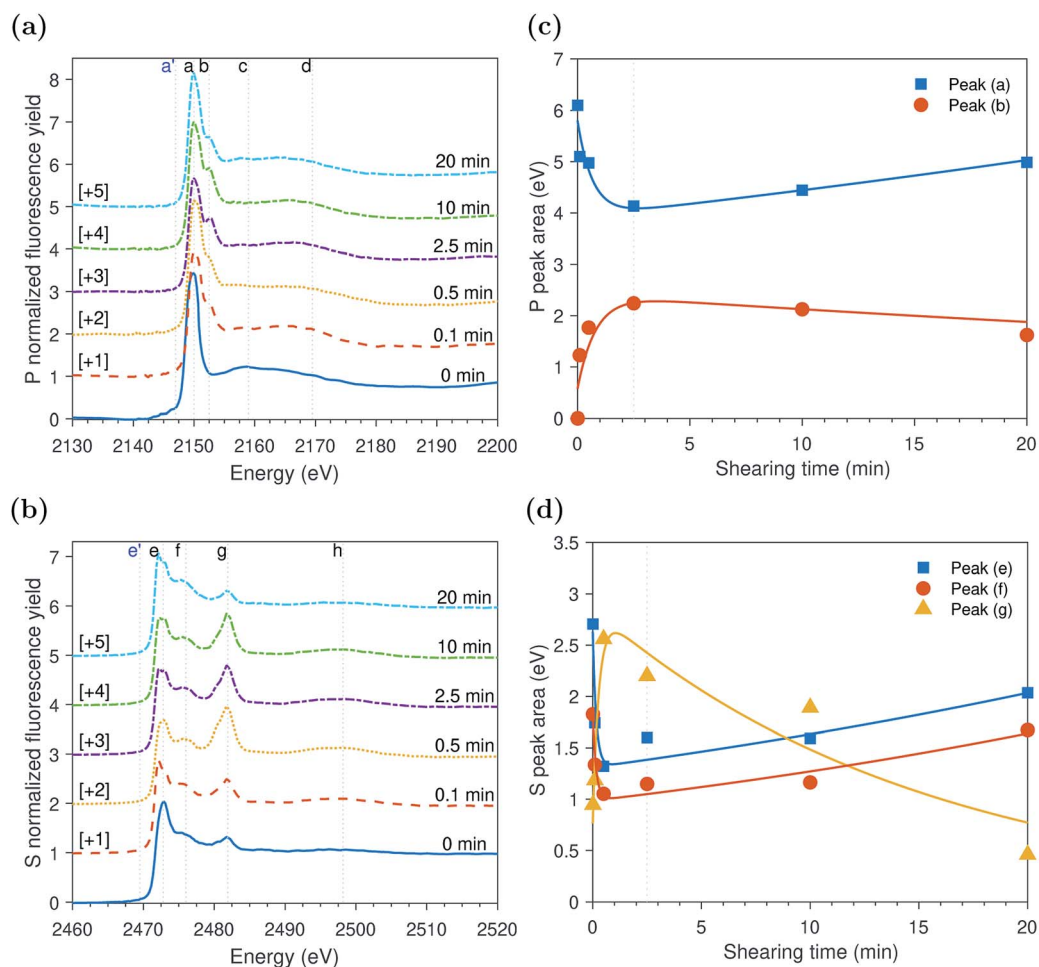 (a)
a' a b c d
8
7
6
5
4
3
2
1
0
P normalized fluorescence yield
[+5]
[+4]
[+3]
[+2]
[+1]
20 min
10 min
2.5 min
0.5 min
0.1 min
0 min
2130 2140 2150 2160 2170 2180 2190 2200
Energy (eV)
(c)
7
6
5
4
3
2
1
0
P peak area (eV)
Peak (a)
Peak (b)
0 5 10 15 20
Shearing time (min)
(b)
e' e f g h
7
6
5
4
3
2
1
0
S normalized fluorescence yield
[+5]
[+4]
[+3]
[+2]
[+1]
20 min
10 min
2.5 min
0.5 min
0.1 min
0 min
2460 2470 2480 2490 2500 2510 2520
Energy (eV)
(d)
3.5
3
2.5
2
1.5
1
0.5
0
S peak area (eV)
Peak (e)
Peak (f)
Peak (g)
0 5 10 15 20
Shearing time (min)